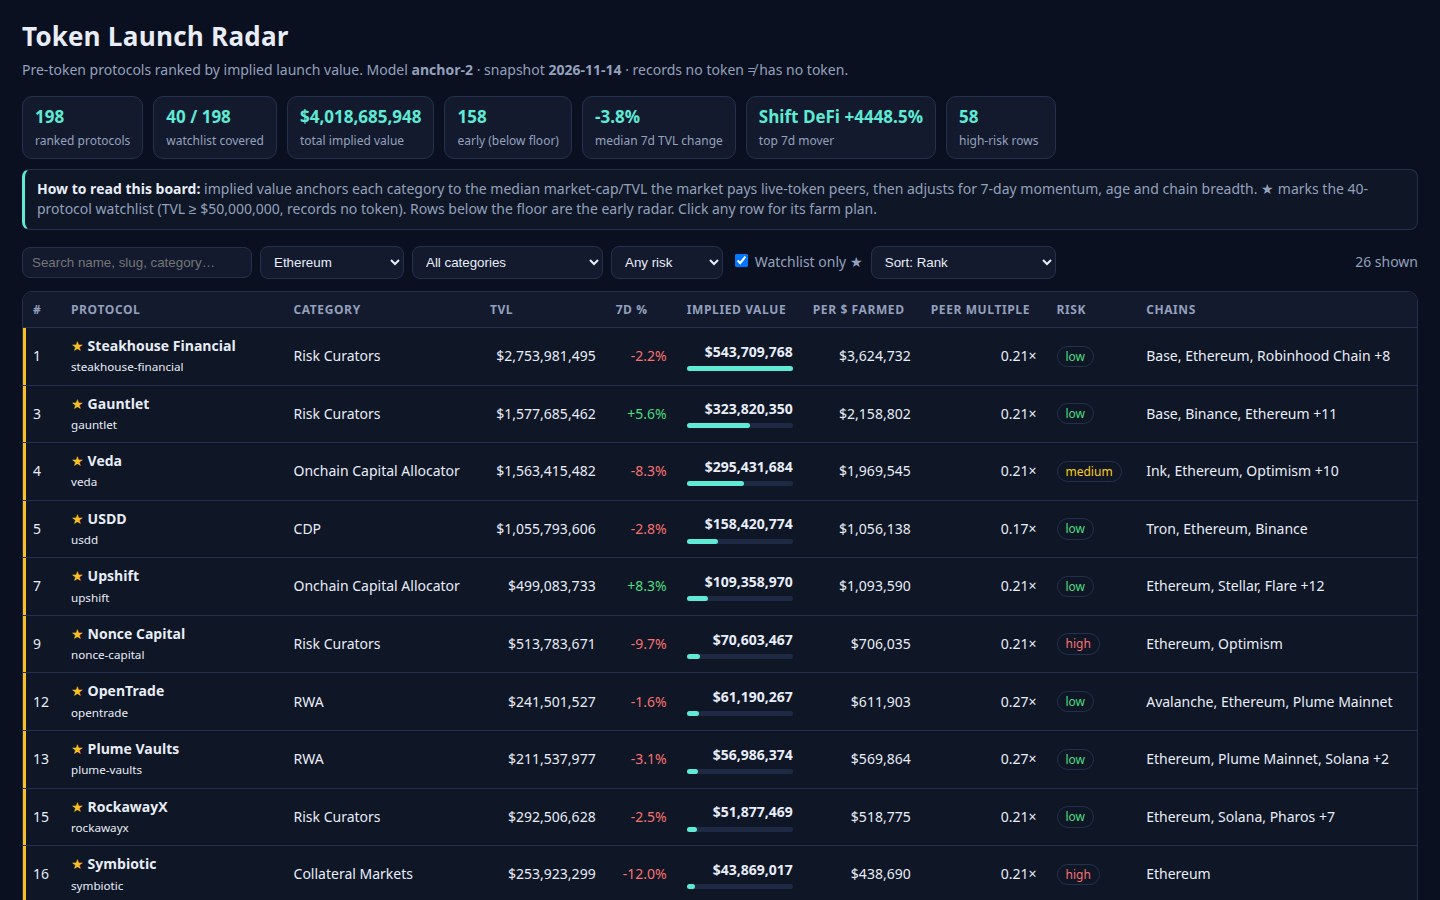 Token Launch Radar
Pre-token protocols ranked by implied launch value. Model anchor-2 · snapshot 2026-11-14 · records no token ≠ has no token.
198
ranked protocols
40 / 198
watchlist covered
$4,018,685,948
total implied value
158
early (below floor)
-3.8%
median 7d TVL change
Shift DeFi +4448.5%
top 7d mover
58
high-risk rows
How to read this board: implied value anchors each category to the median market-cap/TVL the market pays live-token peers, then adjusts for 7-day momentum, age and chain breadth. ★ marks the 40-
protocol watchlist (TVL ≥ $50,000,000, records no token). Rows below the floor are the early radar. Click any row for its farm plan.
Search name, slug, category… Ethereum All categories Any risk Watchlist only ★ Sort: Rank 26 shown
# PROTOCOL CATEGORY TVL 7D % IMPLIED VALUE PER $ FARMED PEER MULTIPLE RISK CHAINS
1 ★ Steakhouse Financial Risk Curators $2,753,981,495 -2.2% $543,709,768 $3,624,732 0.21× low Base, Ethereum, Robinhood Chain +8
steakhouse-financial
3 ★ Gauntlet Risk Curators $1,577,685,462 +5.6% $323,820,350 $2,158,802 0.21× low Base, Binance, Ethereum +11
gauntlet
4 ★ Veda Onchain Capital Allocator $1,563,415,482 -8.3% $295,431,684 $1,969,545 0.21× medium Ink, Ethereum, Optimism +10
veda
5 ★ USDD CDP $1,055,793,606 -2.8% $158,420,774 $1,056,138 0.17× low Tron, Ethereum, Binance
usdd
7 ★ Upshift Onchain Capital Allocator $499,083,733 +8.3% $109,358,970 $1,093,590 0.21× low Ethereum, Stellar, Flare +12
upshift
9 ★ Nonce Capital Risk Curators $513,783,671 -9.7% $70,603,467 $706,035 0.21× high Ethereum, Optimism
nonce-capital
12 ★ OpenTrade RWA $241,501,527 -1.6% $61,190,267 $611,903 0.27× low Avalanche, Ethereum, Plume Mainnet
opentrade
13 ★ Plume Vaults RWA $211,537,977 -3.1% $56,986,374 $569,864 0.27× low Ethereum, Plume Mainnet, Solana +2
plume-vaults
15 ★ RockawayX Risk Curators $292,506,628 -2.5% $51,877,469 $518,775 0.21× low Ethereum, Solana, Pharos +7
rockawayx
16 ★ Symbiotic Collateral Markets $253,923,299 -12.0% $43,869,017 $438,690 0.21× high Ethereum
symbiotic